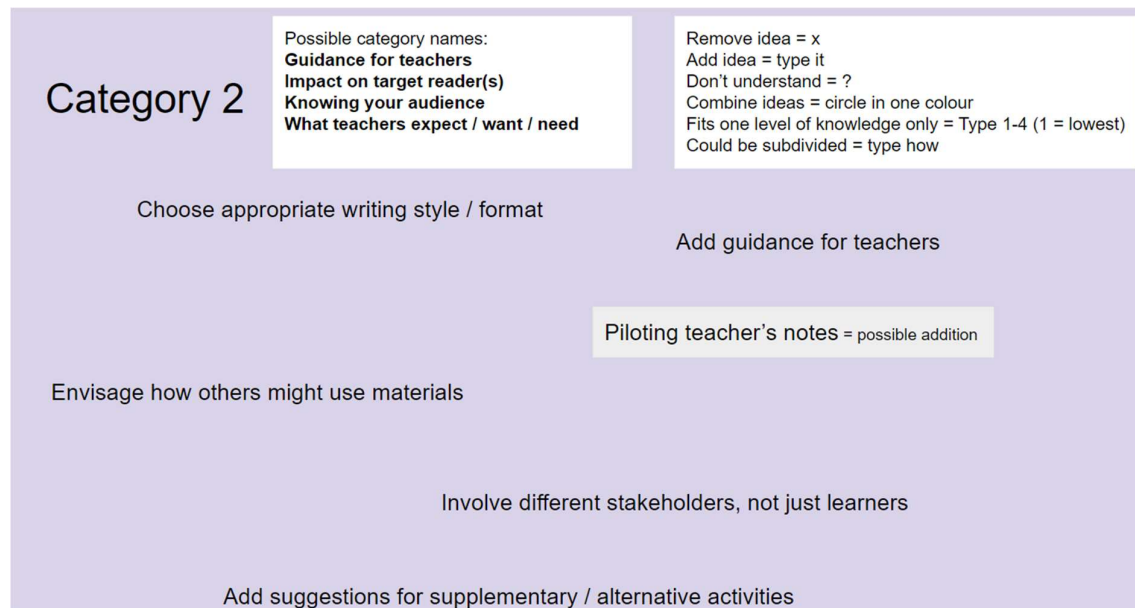 Category 2
Possible category names:
Guidance for teachers
Impact on target reader(s)
Knowing your audience
What teachers expect / want / need
Remove idea = x
Add idea = type it
Don't understand = ?
Combine ideas = circle in one colour
Fits one level of knowledge only = Type 1-4 (1 = lowest)
Could be subdivided = type how
Choose appropriate writing style / format
Add guidance for teachers
Piloting teacher's notes = possible addition
Envisage how others might use materials
Involve different stakeholders, not just learners
Add suggestions for supplementary / alternative activities